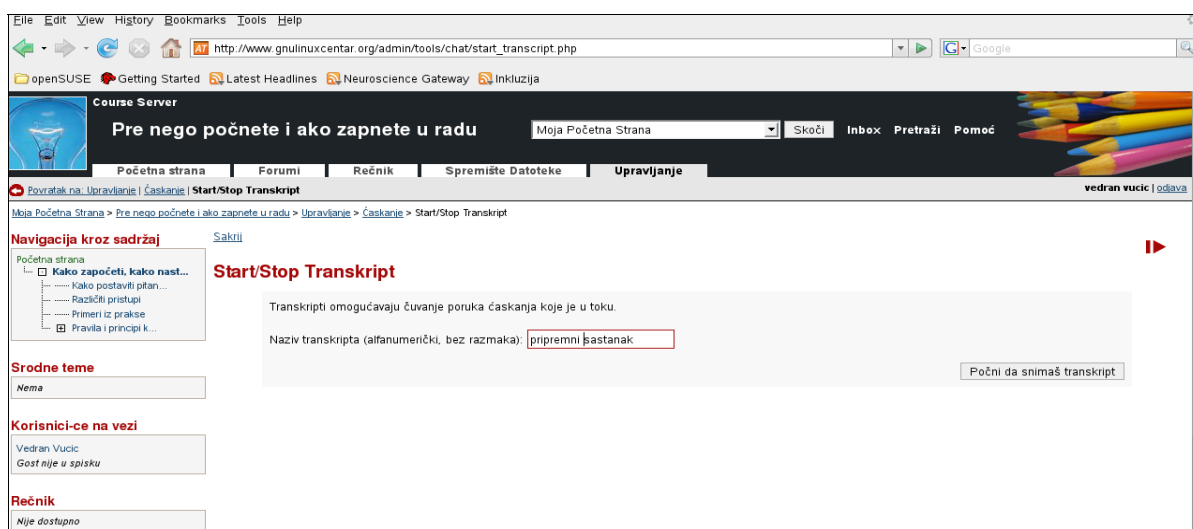 File Edit View History Bookmarks Tools Help
http://www.gnulinuxcentar.org/admin/tools/chat/start_transcript.php Google
openSUSE Getting Started Latest Headlines Neuroscience Gateway Inkluzija
Course Server
Pre nego počnete i ako zapnete u radu Moja Početna Strana Skoči Inbox Pretraži Pomoć
Početna strana Forumi Rečnik Spremište Datoteke Upravljanje
Povratak na: Upravljanje | Ćaskanje | Start/Stop Transkript vedran vucic | odjava
Moja Početna Strana > Pre nego počnete i ako zapnete u radu > Upravljanje > Ćaskanje > Start/Stop Transkript
Navigacija kroz sadržaj
Početna strana
Kako započeti, kako nast...
Kako postaviti pitan...
Različiti pristupi
Primeri iz prakse
Pravila i principi k...
Srodne teme
Nema
Korisnici-ce na vezi
Vedran Vucic
Gost nije u spisku
Rečnik
Nije dostupno
Sakrij
Start/Stop Transkript
Transkripti omogućavaju čuvanje poruka ćaskanja koje je u toku.
Naziv transkripta (alfanumerički, bez razmaka): pripremni sastanak
Počni da snimaš transkript